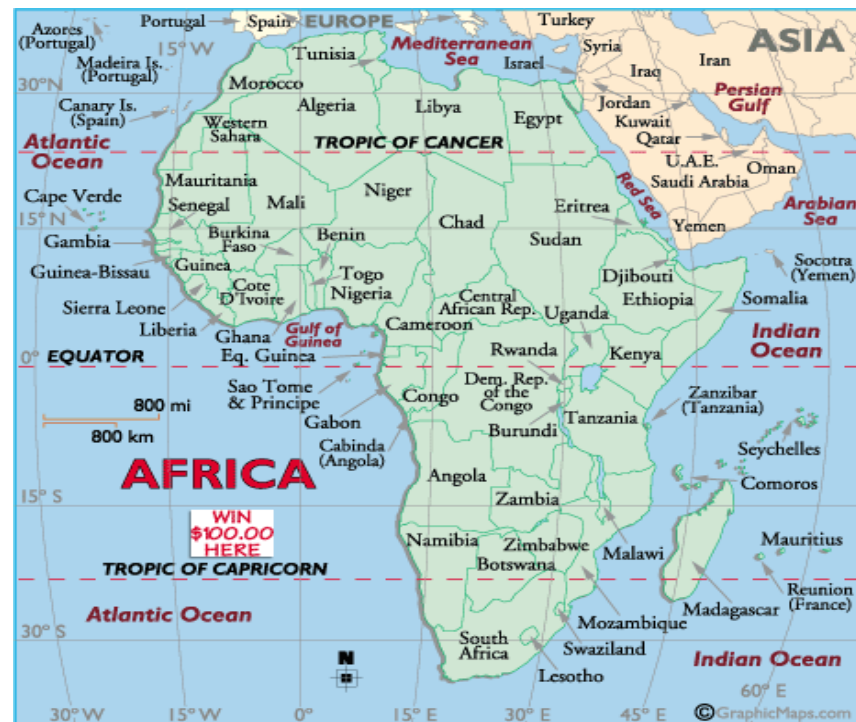 Azores
(Portugal)
Portugal
Spain
EUROPE
Turkey
ASIA
15°W
Madeira Is.
(Portugal)
Tunisia
Mediterranean
Sea
Syria
Israel
Iraq
Iran
30°N
Morocco
Canary Is.
(Spain)
Algeria
Libya
Egypt
Jordan
Kuwait
Qatar
Persian
Gulf
Atlantic
Ocean
Western
Sahara
TROPIC OF CANCER
U.A.E.
Saudi Arabia
Oman
Mauritania
Cape Verde
Senegal
Mali
Niger
Chad
Red Sea
Eritrea
Arabian
Sea
15°N
Gambia
Burkina
Faso
Benin
Sudan
Yemen
Guinea-Bissau
Guinea
Togo
Djibouti
Socotra
(Yemen)
Cote
D'Ivoire
Nigeria
Ethiopia
Sierra Leone
Central
African Rep.
Somalia
Liberia
Cameroon
Uganda
Ghana
Gulf of
Guinea
Indian
Ocean
0°
EQUATOR
Eq. Guinea
Rwanda
Kenya
Sao Tome
& Principe
Congo
Dem. Rep.
of the
Congo
Zanzibar
(Tanzania)
800 mi
800 km
Gabon
Tanzania
Burundi
Cabinda
(Angola)
Seychelles
AFRICA
Angola
Comoros
15° S
Zambia
WIN
$100.00
HERE
Namibia
Zimbabwe
Malawi
Mauritius
TROPIC OF CAPRICORN
Botswana
Reunion
(France)
Atlantic Ocean
Mozambique
Madagascar
30° S
South
Africa
Swaziland
N
Lesotho
Indian Ocean
30°W
15°W
0°
15°E
30°E
45°E
60°E
©GraphicMaps.com